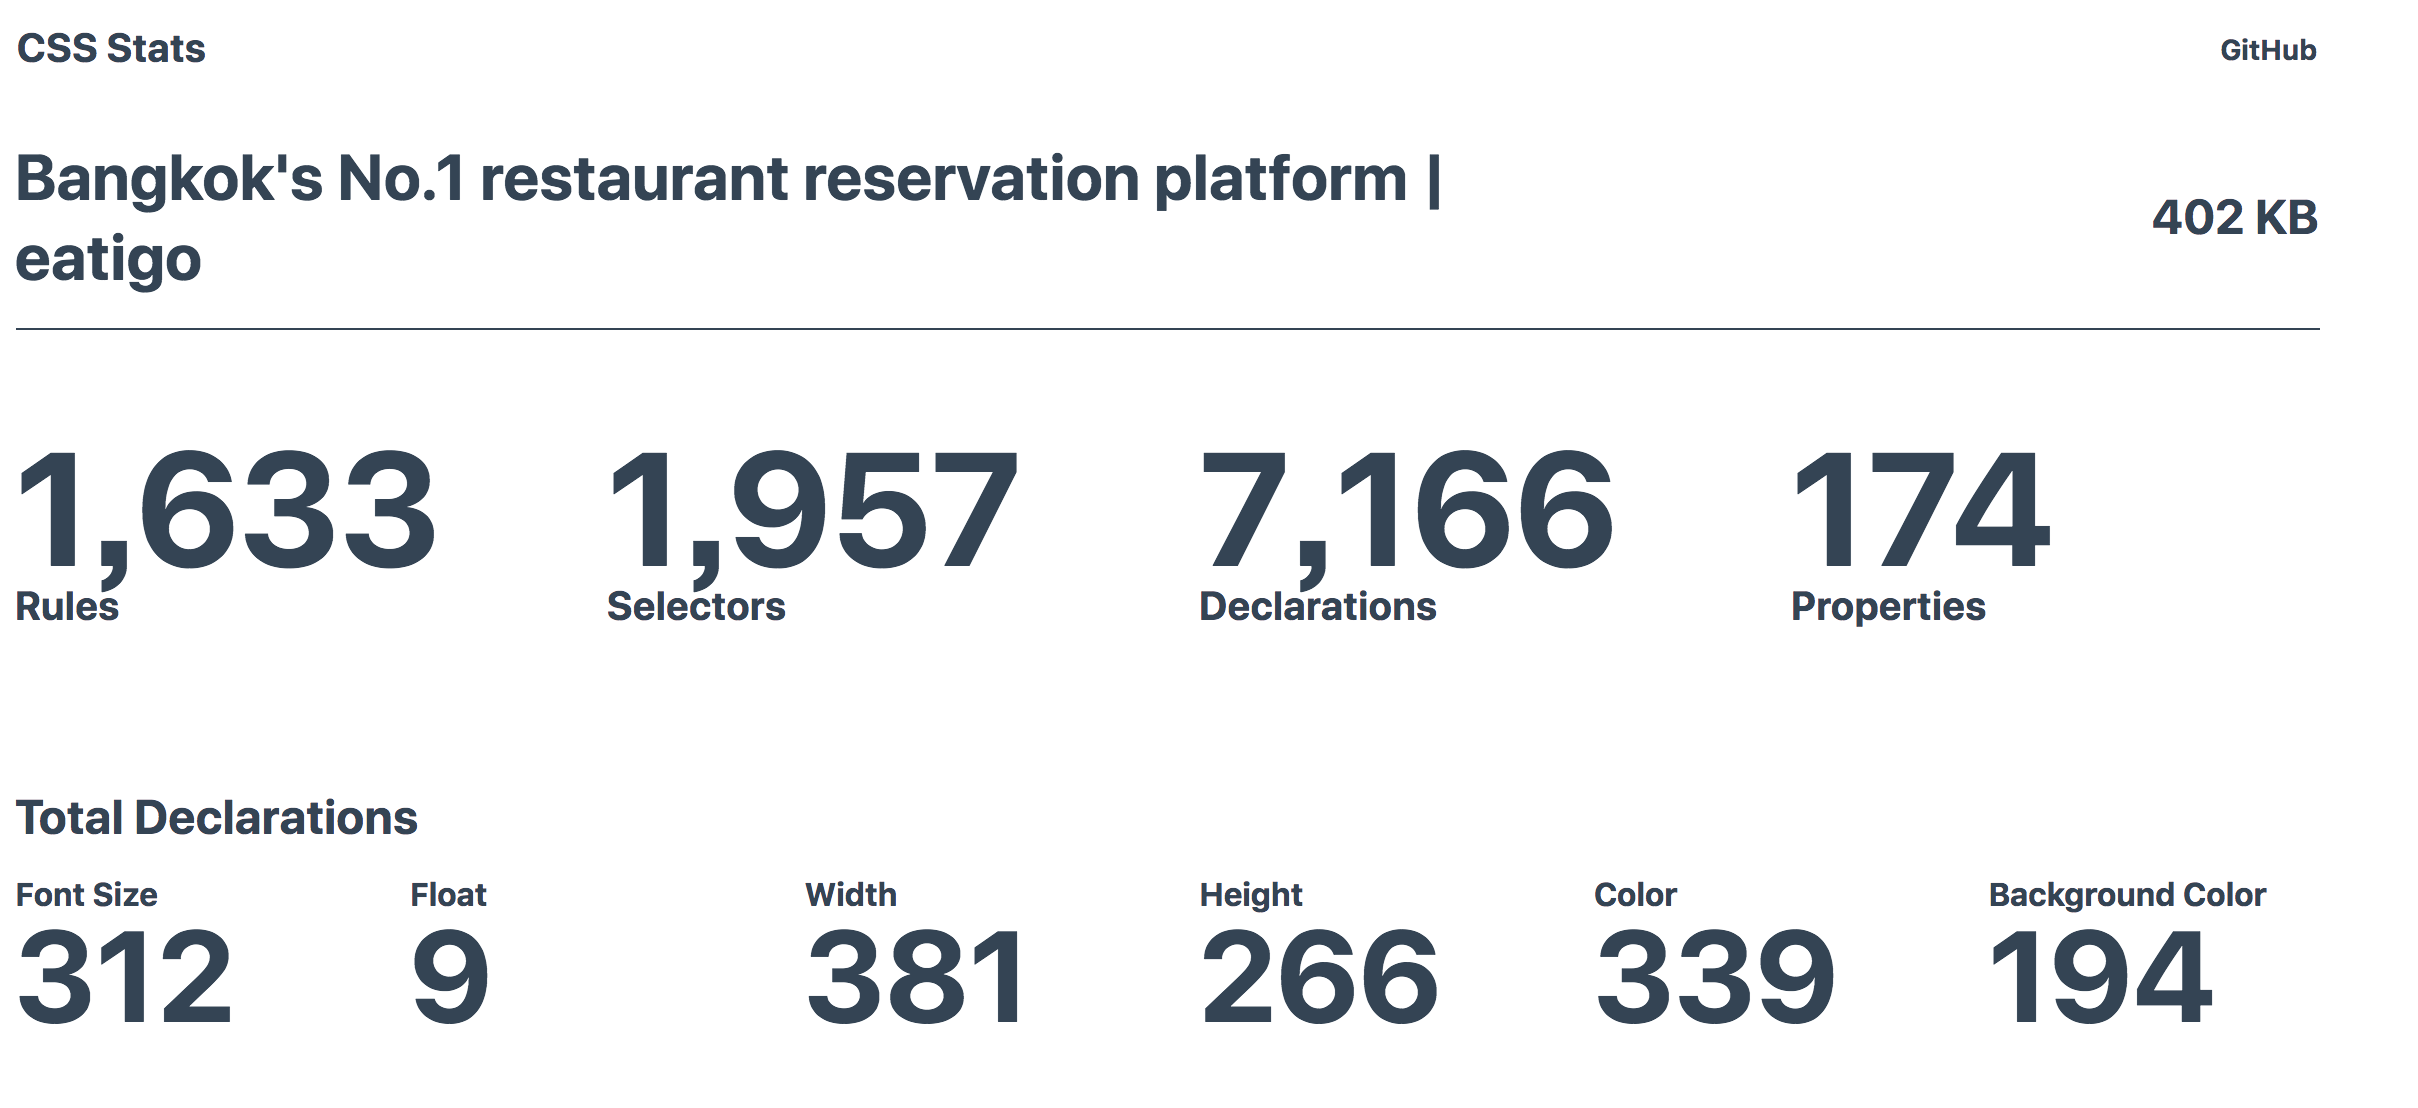 CSS Stats
GitHub
Bangkok's No.1 restaurant reservation platform |
eatigo
402 KB
1,633
Rules
1,957
Selectors
7,166
Declarations
174
Properties
Total Declarations
Font Size
312
Float
9
Width
381
Height
266
Color
339
Background Color
194